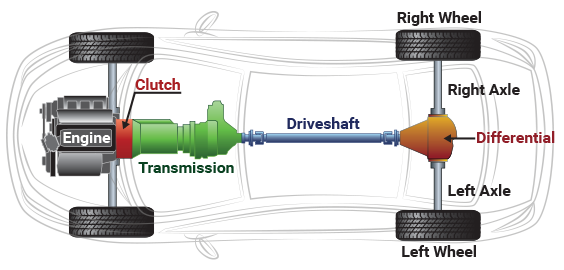 Right Wheel
Clutch
Right Axle
Engine
Driveshaft
Differential
Transmission
Left Axle
Left Wheel